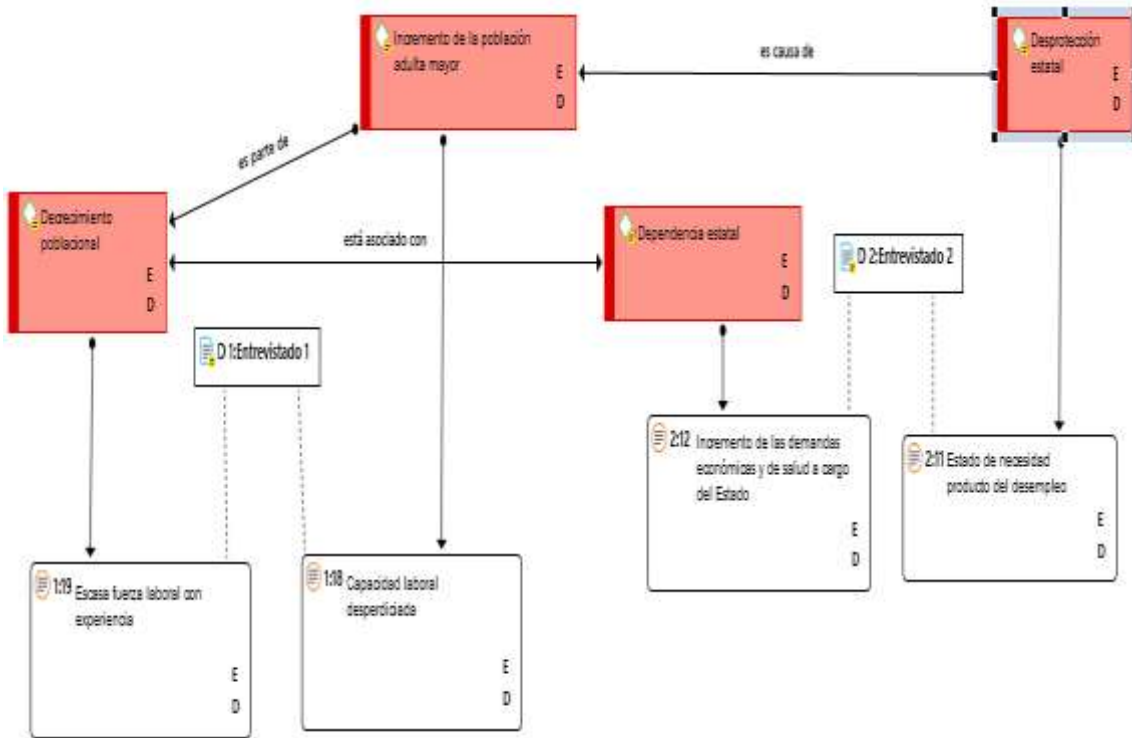 Incremento de la población
adulta mayor
E
D
es causa de
Desprotección
estatal
E
D
es parte de
Decrecimiento
poblacional
E
D
está asociado con
Dependencia estatal
E
D
D 2:Entrevistado 2
D 1:Entrevistado 1
2:12 Incremento de las demandas
económicas y de salud a cargo
del Estado
E
D
2:11 Estado de necesidad
producto del desempleo
E
D
1:19 Escasa fuerza laboral con
experiencia
E
D
1:18 Capacidad laboral
desperdiciada
E
D